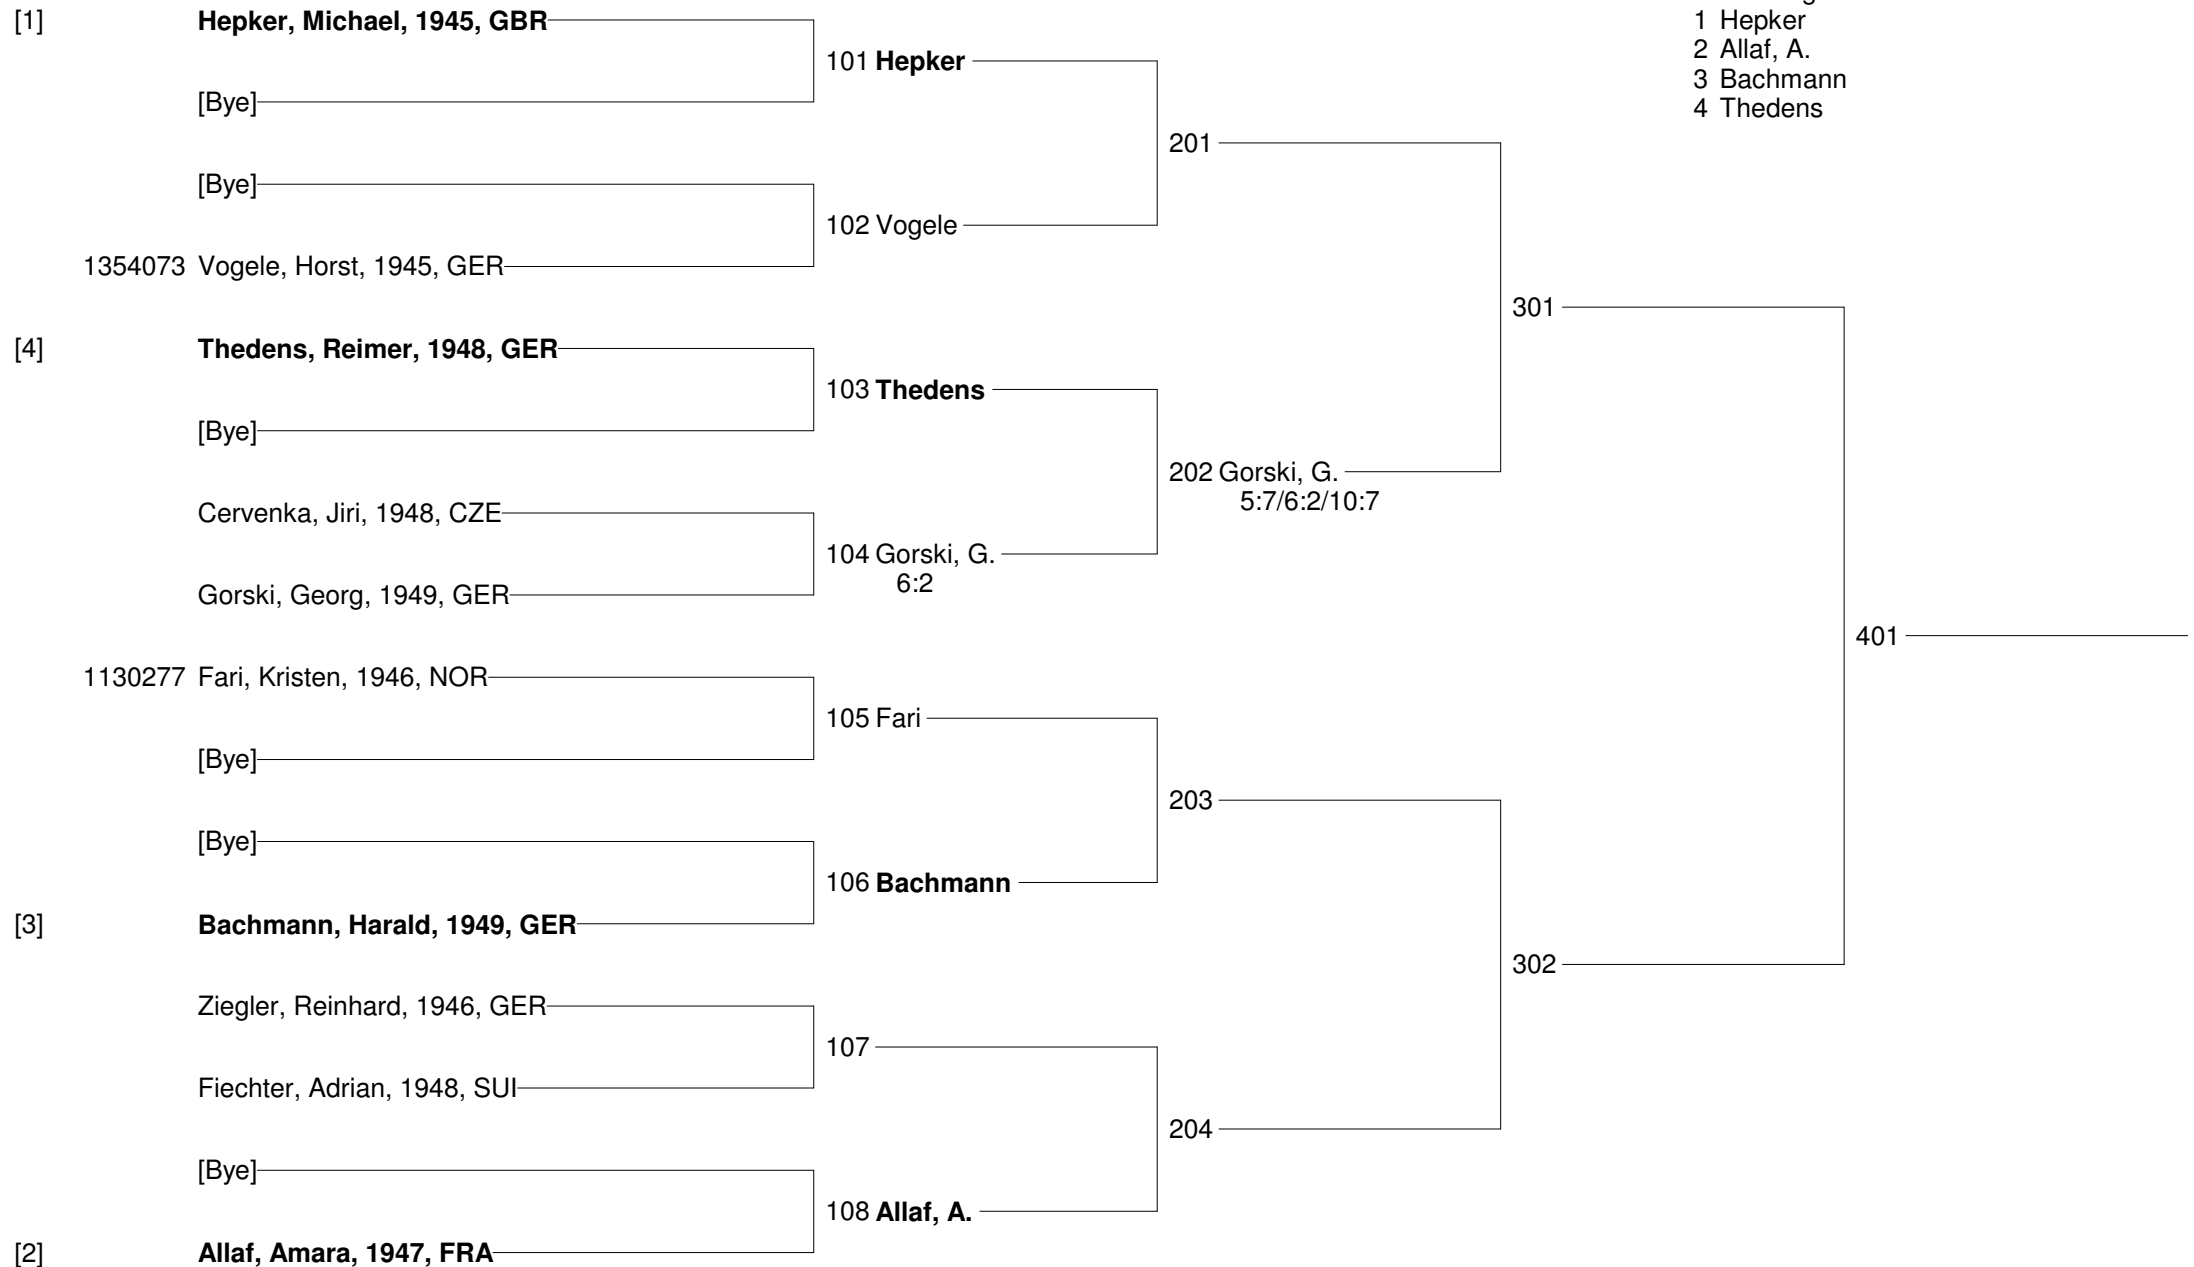 [1] Hepker, Michael, 1945, GBR
[Bye]
[Bye]
1354073 Vogele, Horst, 1945, GER
[4] Thedens, Reimer, 1948, GER
[Bye]
Cervenka, Jiri, 1948, CZE
Gorski, Georg, 1949, GER
1130277 Fari, Kristen, 1946, NOR
[Bye]
[Bye]
[3] Bachmann, Harald, 1949, GER
Ziegler, Reinhard, 1946, GER
Fiechter, Adrian, 1948, SUI
[Bye]
[2] Allaf, Amara, 1947, FRA
101 Hepker
102 Vogele
103 Thedens
104 Gorski, G.
6:2
105 Fari
106 Bachmann
107
108 Allaf, A.
201
202 Gorski, G.
5:7/6:2/10:7
203
204
301
302
401
1 Hepker
2 Allaf, A.
3 Bachmann
4 Thedens